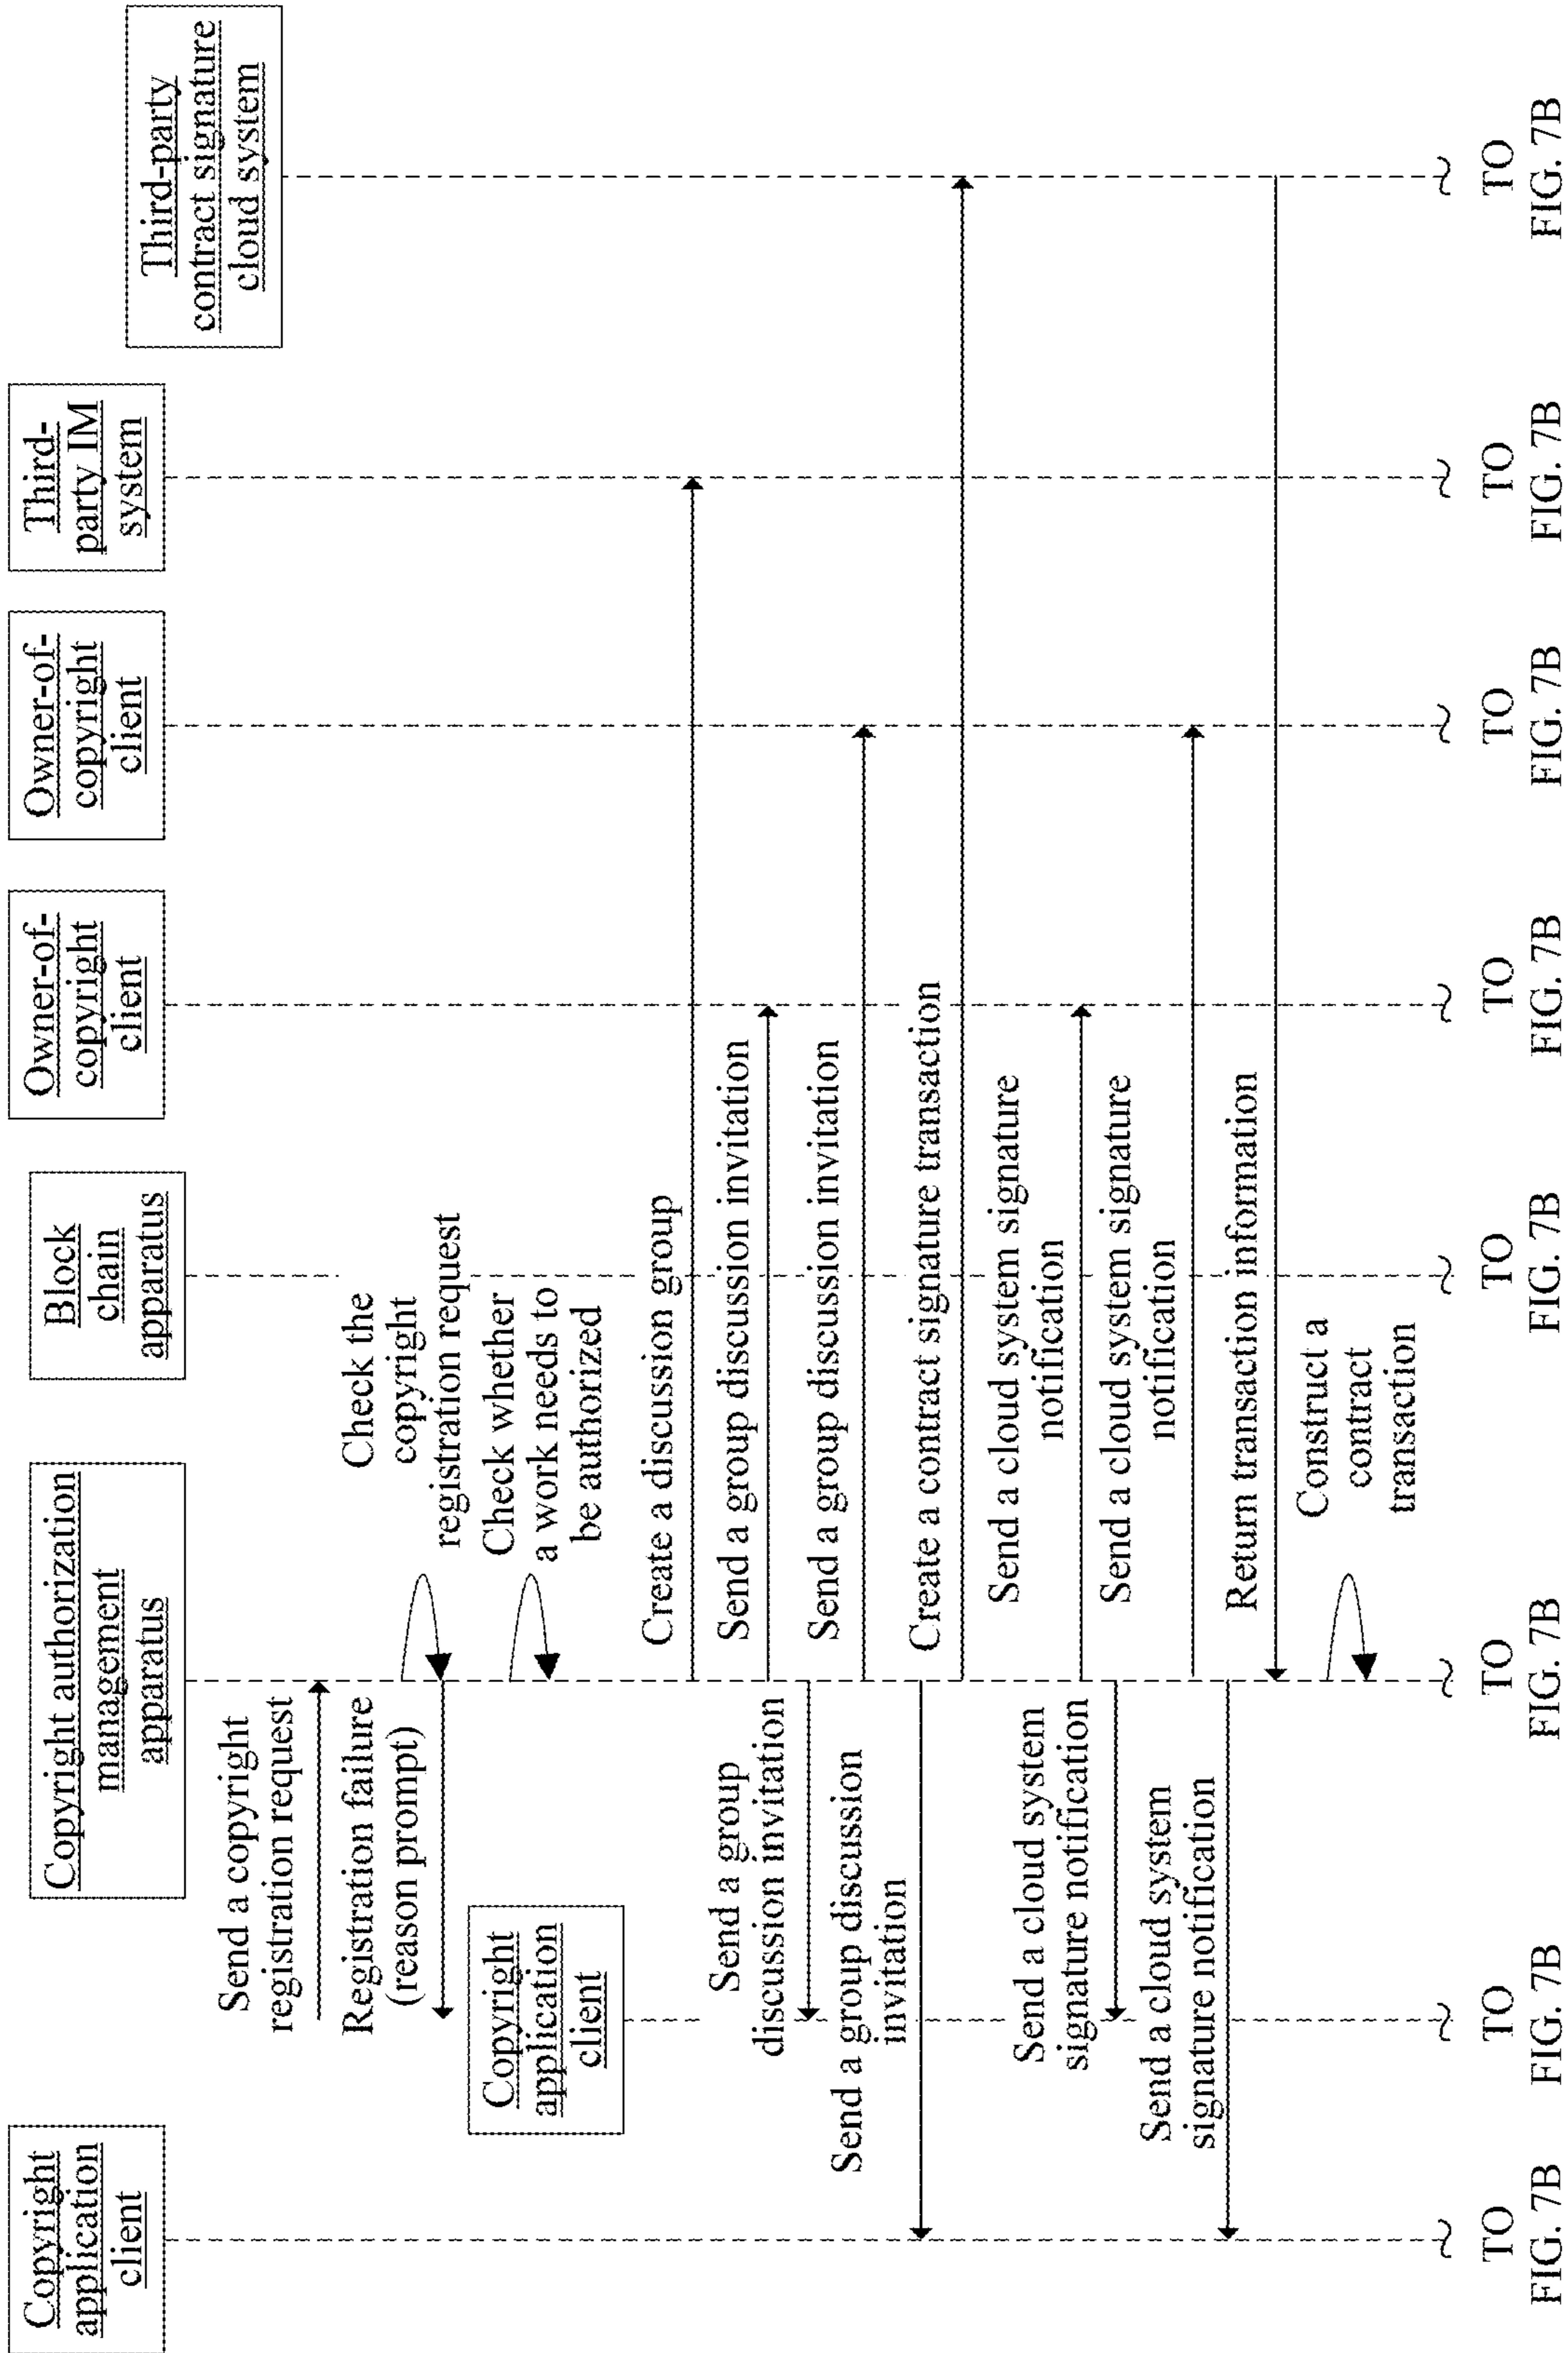 Copyright
application
client
Copyright authorization
management
apparatus
Block
chain
apparatus
Owner-of-
copyright
client
Owner-of-
copyright
client
Third-
party IM
system
Third-party
contract signature
cloud system
Send a copyright
registration request
Check the
copyright
registration request
Registration failure
(reason prompt)
Copyright
application
client
Check whether
a work needs to
be authorized
Create a discussion group
Send a group discussion invitation
Send a group
discussion invitation
Send a group discussion invitation
Send a group discussion
invitation
Create a contract signature transaction
Send a cloud system signature
notification
Send a cloud system
signature notification
Send a cloud system signature
notification
Send a cloud system
signature notification
Return transaction information
Construct a
contract
transaction
TO
FIG. 7B
TO
FIG. 7B
TO
FIG. 7B
TO
FIG. 7B
TO
FIG. 7B
TO
FIG. 7B
TO
FIG. 7B
TO
FIG. 7B